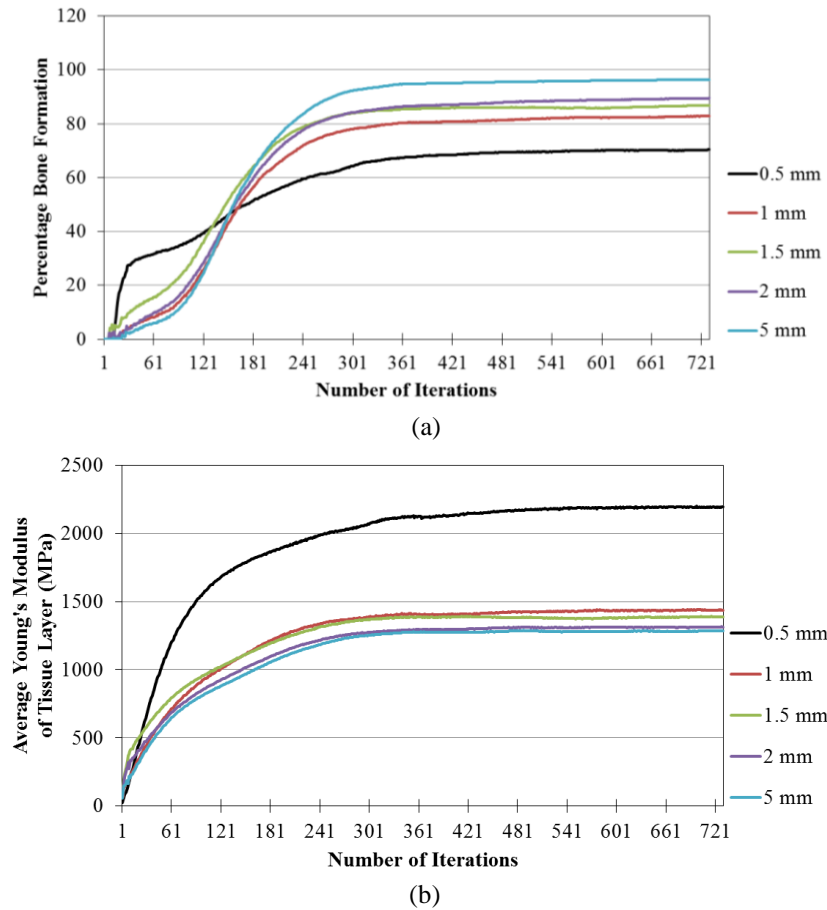 120
100
80
60
40
20
0
Percentage Bone Formation
1 61 121 181 241 301 361 421 481 541 601 661 721
Number of Iterations
0.5 mm
1 mm
1.5 mm
2 mm
5 mm
(a)
2500
2000
1500
1000
500
0
Average Young's Modulus
of Tissue Layer (MPa)
1 61 121 181 241 301 361 421 481 541 601 661 721
Number of Iterations
0.5 mm
1 mm
1.5 mm
2 mm
5 mm
(b)